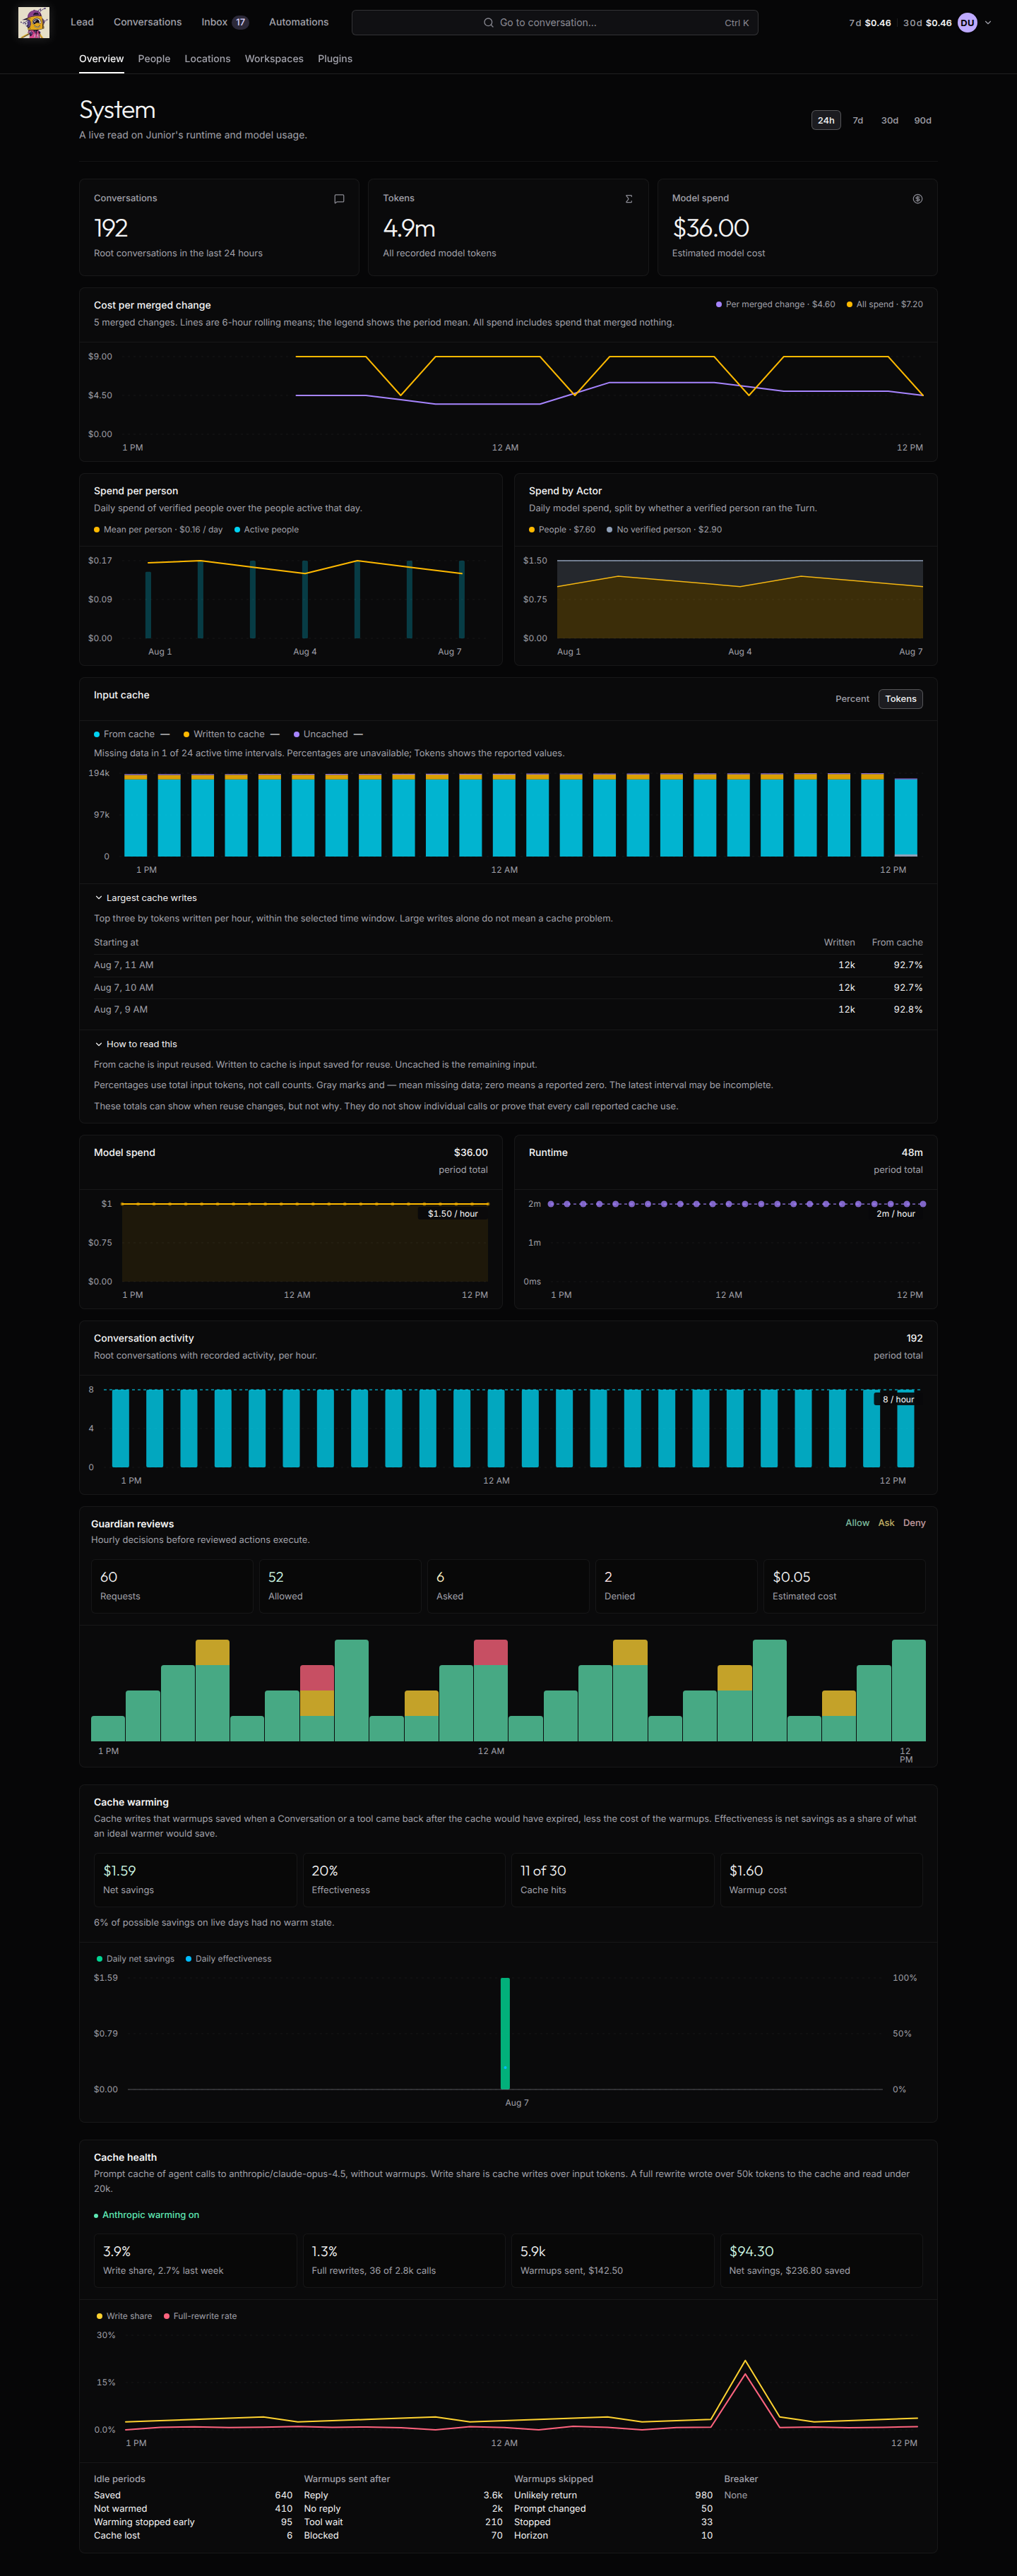 Lead Conversations Inbox 17 Automations Go to conversation... Ctrl K 7d $0.46 30d $0.46 DU
Overview People Locations Workspaces Plugins
System
A live read on Junior's runtime and model usage.
24h 7d 30d 90d
Conversations
192
Root conversations in the last 24 hours
Tokens
4.9m
All recorded model tokens
Model spend
$36.00
Estimated model cost
Cost per merged change
Per merged change · $4.60 All spend · $7.20
5 merged changes. Lines are 6-hour rolling means; the legend shows the period mean. All spend includes spend that merged nothing.
$9.00
$4.50
$0.00
1 PM 12 AM 12 PM
Spend per person
Daily spend of verified people over the people active that day.
Mean per person · $0.16 / day Active people
$0.17
$0.09
$0.00
Aug 1 Aug 4 Aug 7
Spend by Actor
Daily model spend, split by whether a verified person ran the Turn.
People · $7.60 No verified person · $2.90
$1.50
$0.75
$0.00
Aug 1 Aug 4 Aug 7
Input cache
Percent Tokens
From cache — Written to cache — Uncached —
Missing data in 1 of 24 active time intervals. Percentages are unavailable; Tokens shows the reported values.
194k
97k
0
1 PM 12 AM 12 PM
Largest cache writes
Top three by tokens written per hour, within the selected time window. Large writes alone do not mean a cache problem.
Starting at Written From cache
Aug 7, 11 AM 12k 92.7%
Aug 7, 10 AM 12k 92.7%
Aug 7, 9 AM 12k 92.8%
How to read this
From cache is input reused. Written to cache is input saved for reuse. Uncached is the remaining input.
Percentages use total input tokens, not call counts. Gray marks and — mean missing data; zero means a reported zero. The latest interval may be incomplete.
These totals can show when reuse changes, but not why. They do not show individual calls or prove that every call reported cache use.
Model spend $36.00
period total
$1
$1.50 / hour
$0.75
$0.00
1 PM 12 AM 12 PM
Runtime 48m
period total
2m
2m / hour
1m
0ms
1 PM 12 AM 12 PM
Conversation activity 192
Root conversations with recorded activity, per hour. period total
8
8 / hour
4
0
1 PM 12 AM 12 PM
Guardian reviews Allow Ask Deny
Hourly decisions before reviewed actions execute.
60
Requests
52
Allowed
6
Asked
2
Denied
$0.05
Estimated cost
1 PM 12 AM 12
PM
Cache warming
Cache writes that warmups saved when a Conversation or a tool came back after the cache would have expired, less the cost of the warmups. Effectiveness is net savings as a share of what
an ideal warmer would save.
$1.59
Net savings
20%
Effectiveness
11 of 30
Cache hits
$1.60
Warmup cost
6% of possible savings on live days had no warm state.
Daily net savings Daily effectiveness
$1.59 100%
$0.79 50%
$0.00 0%
Aug 7
Cache health
Prompt cache of agent calls to anthropic/claude-opus-4.5, without warmups. Write share is cache writes over input tokens. A full rewrite wrote over 50k tokens to the cache and read under
20k.
Anthropic warming on
3.9%
Write share, 2.7% last week
1.3%
Full rewrites, 36 of 2.8k calls
5.9k
Warmups sent, $142.50
$94.30
Net savings, $236.80 saved
Write share Full-rewrite rate
30%
15%
0.0%
1 PM 12 AM 12 PM
Idle periods Warmups sent after Warmups skipped Breaker
Saved 640 Reply 3.6k Unlikely return 980 None
Not warmed 410 No reply 2k Prompt changed 50
Warming stopped early 95 Tool wait 210 Stopped 33
Cache lost 6 Blocked 70 Horizon 10